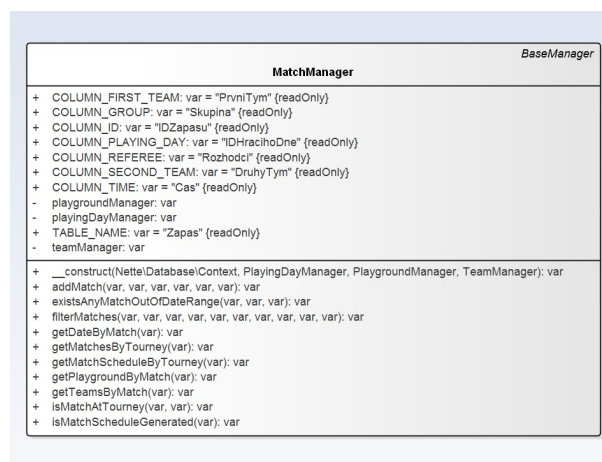 BaseManager
MatchManager
+ COLUMN_FIRST_TEAM: var = "PrvniTym" {readOnly}
+ COLUMN_GROUP: var = "Skupina" {readOnly}
+ COLUMN_ID: var = "IDZapasu" {readOnly}
+ COLUMN_PLAYING_DAY: var = "IDHracihoDne" {readOnly}
+ COLUMN_REFEREE: var = "Rozhodci" {readOnly}
+ COLUMN_SECOND_TEAM: var = "DruhyTym" {readOnly}
+ COLUMN_TIME: var = "Cas" {readOnly}
- playgroundManager: var
- playingDayManager: var
+ TABLE_NAME: var = "Zapas" {readOnly}
- teamManager: var
+ __construct(Nette\Database\Context, PlayingDayManager, PlaygroundManager, TeamManager): var
+ addMatch(var, var, var, var, var, var): var
+ existsAnyMatchOutOfDateRange(var, var, var): var
+ filterMatches(var, var, var, var, var, var, var, var, var, var): var
+ getDateByMatch(var): var
+ getMatchesByTourney(var): var
+ getMatchScheduleByTourney(var): var
+ getPlaygroundByMatch(var): var
+ getTeamsByMatch(var): var
+ isMatchAtTourney(var, var): var
+ isMatchScheduleGenerated(var): var